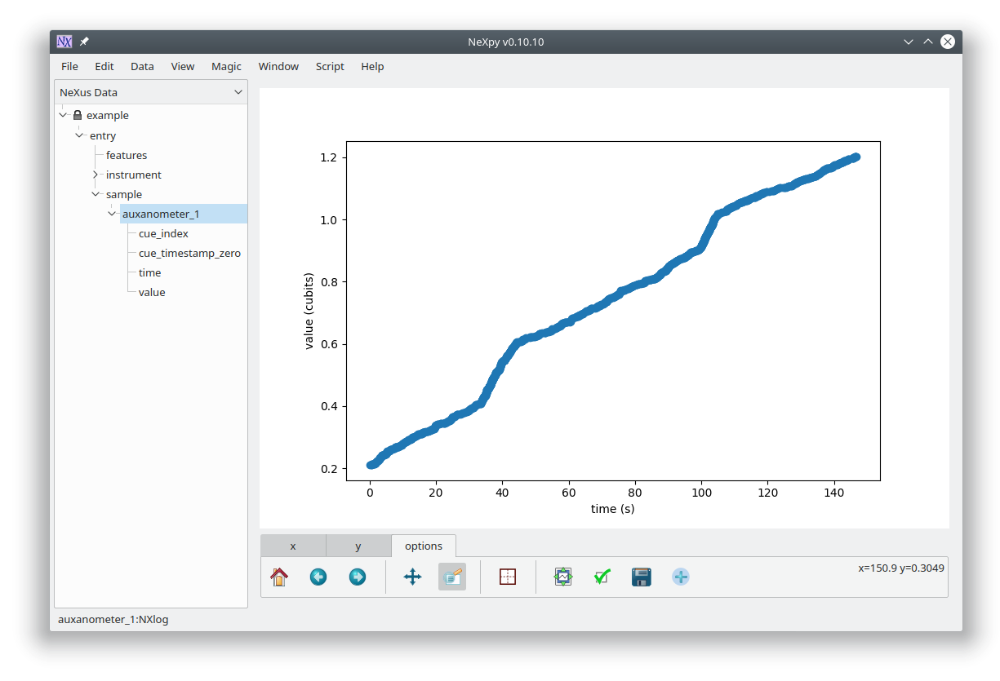 NX NeXpy v0.10.10
File Edit Data View Magic Window Script Help
NeXus Data
example
entry
features
instrument
sample
auxanometer_1
cue_index
cue_timestamp_zero
time
value
value (cubits)
1.2
1.0
0.8
0.6
0.4
0.2
0 20 40 60 80 100 120 140
time (s)
x y options
x=150.9 y=0.3049
auxanometer_1:NXlog